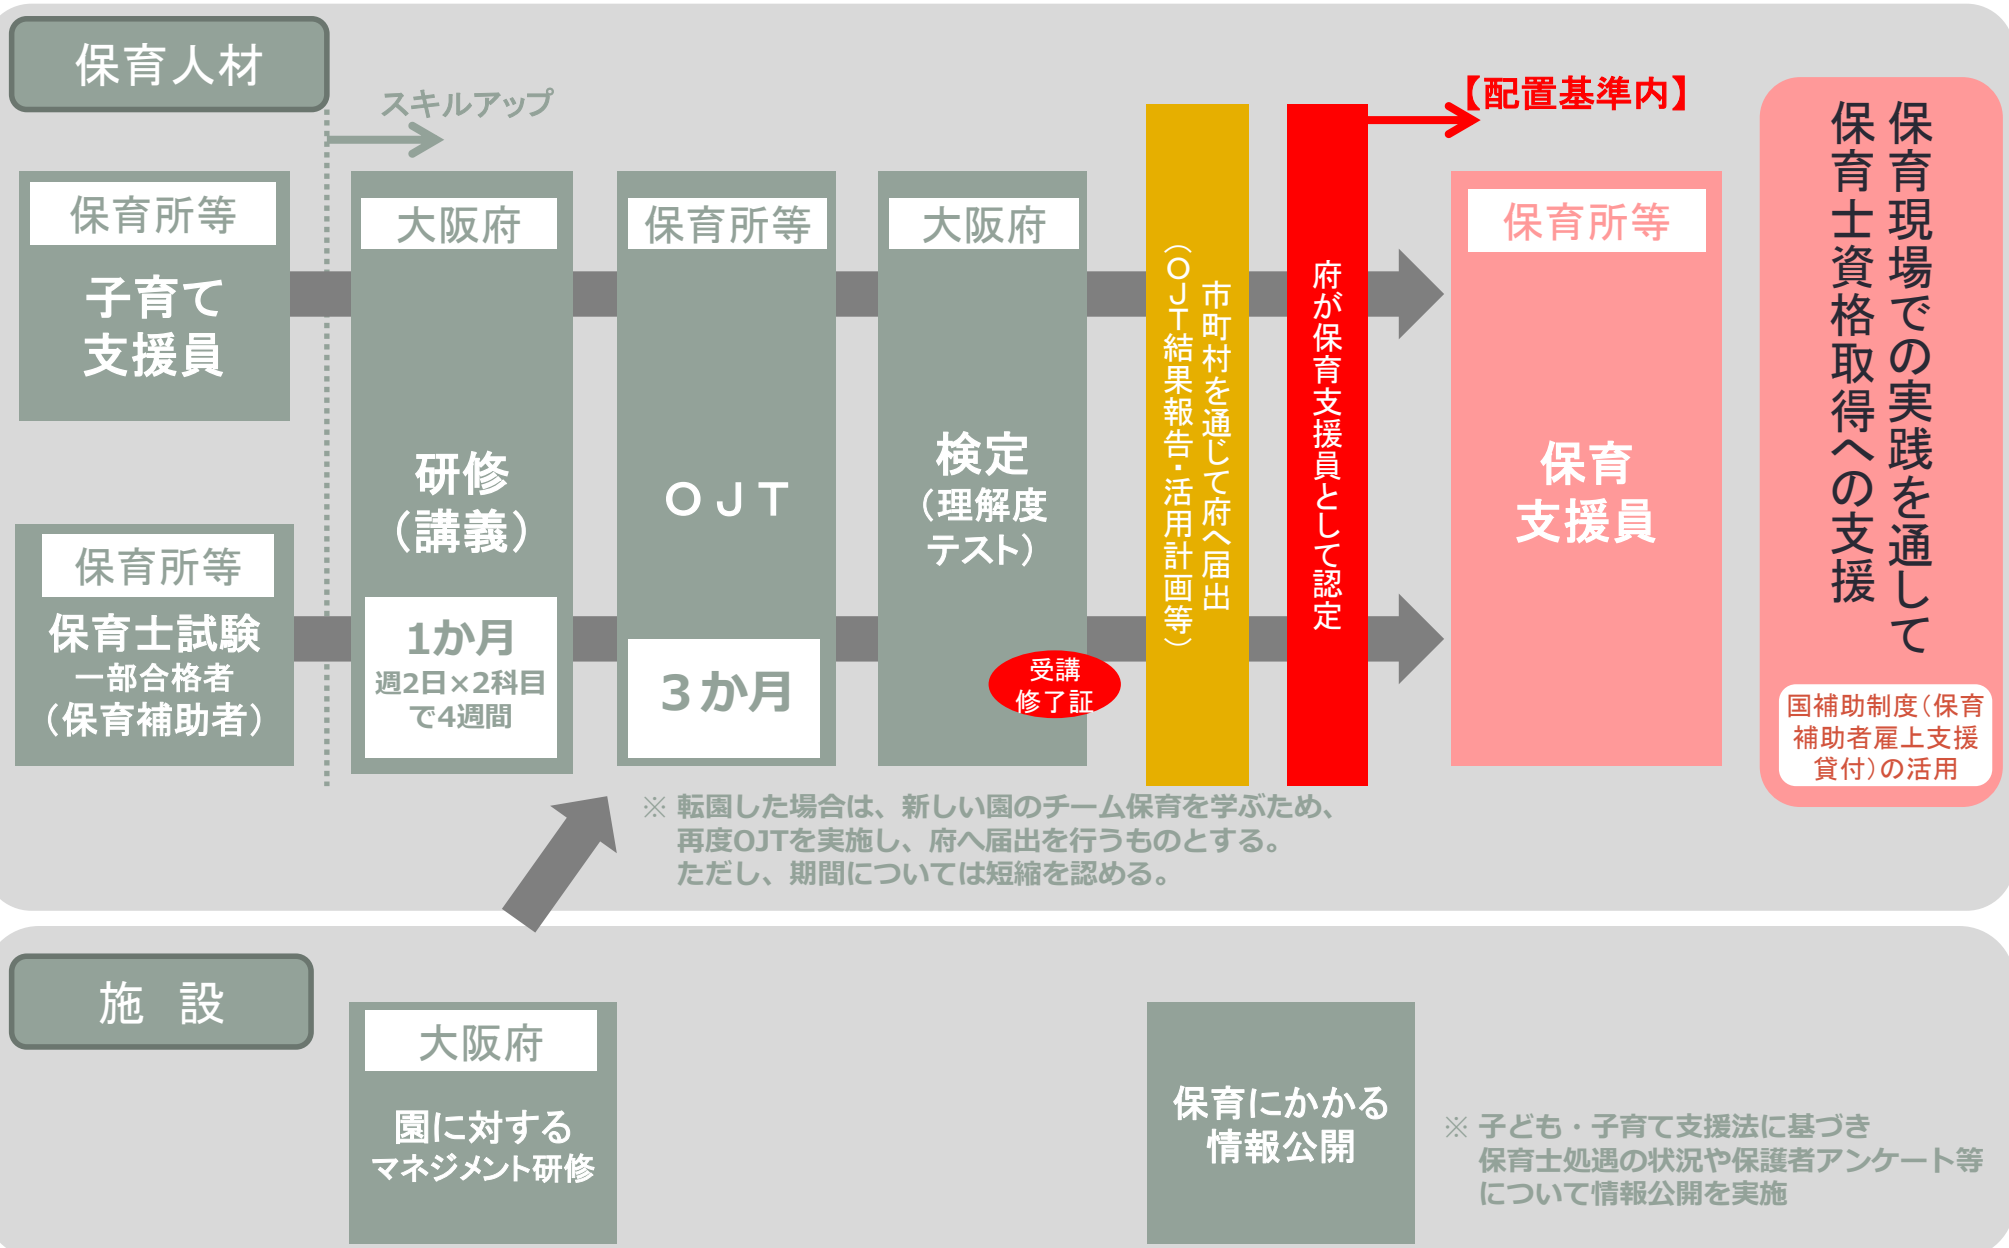 保育人材
スキルアップ
【配置基準内】
保育所等
子育て
支援員
保育所等
保育士試験
一部合格者
（保育補助者）
大阪府
研修
（講義）
1か月
週2日×2科目
で4週間
保育所等
ＯＪＴ
３か月
大阪府
検定
（理解度
テスト）
受講
修了証
市町村を通じて府へ届出
（ＯＪＴ結果報告・活用計画等）
府が保育支援員として認定
保育所等
保育
支援員
保育現場での実践を通して
保育士資格取得への支援
国補助制度（保育
補助者雇上支援
貸付）の活用
※ 転園した場合は、新しい園のチーム保育を学ぶため、
再度OJTを実施し、府へ届出を行うものとする。
ただし、期間については短縮を認める。
施　設
大阪府
園に対する
マネジメント研修
保育にかかる
情報公開
※ 子ども・子育て支援法に基づき
保育士処遇の状況や保護者アンケート等
について情報公開を実施